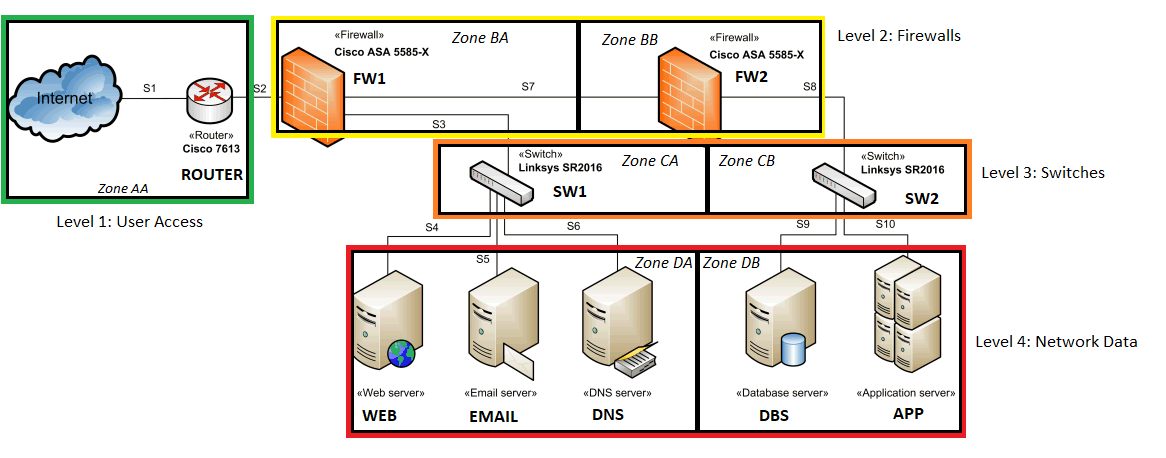 Internet
S1
«Router»
Cisco 7613
ROUTER
Zone AA
Level 1: User Access
S2
«Firewall»
Cisco ASA 5585-X
FW1
Zone BA
S7
S3
Zone BB
«Firewall»
Cisco ASA 5585-X
FW2
S8
Level 2: Firewalls
«Switch»
Linksys SR2016
SW1
Zone CA
Zone CB
«Switch»
Linksys SR2016
SW2
Level 3: Switches
S4
S5
S6
S9
S10
Zone DA
Zone DB
«Web server»
WEB
«Email server»
EMAIL
«DNS server»
DNS
«Database server»
DBS
«Application server»
APP
Level 4: Network Data